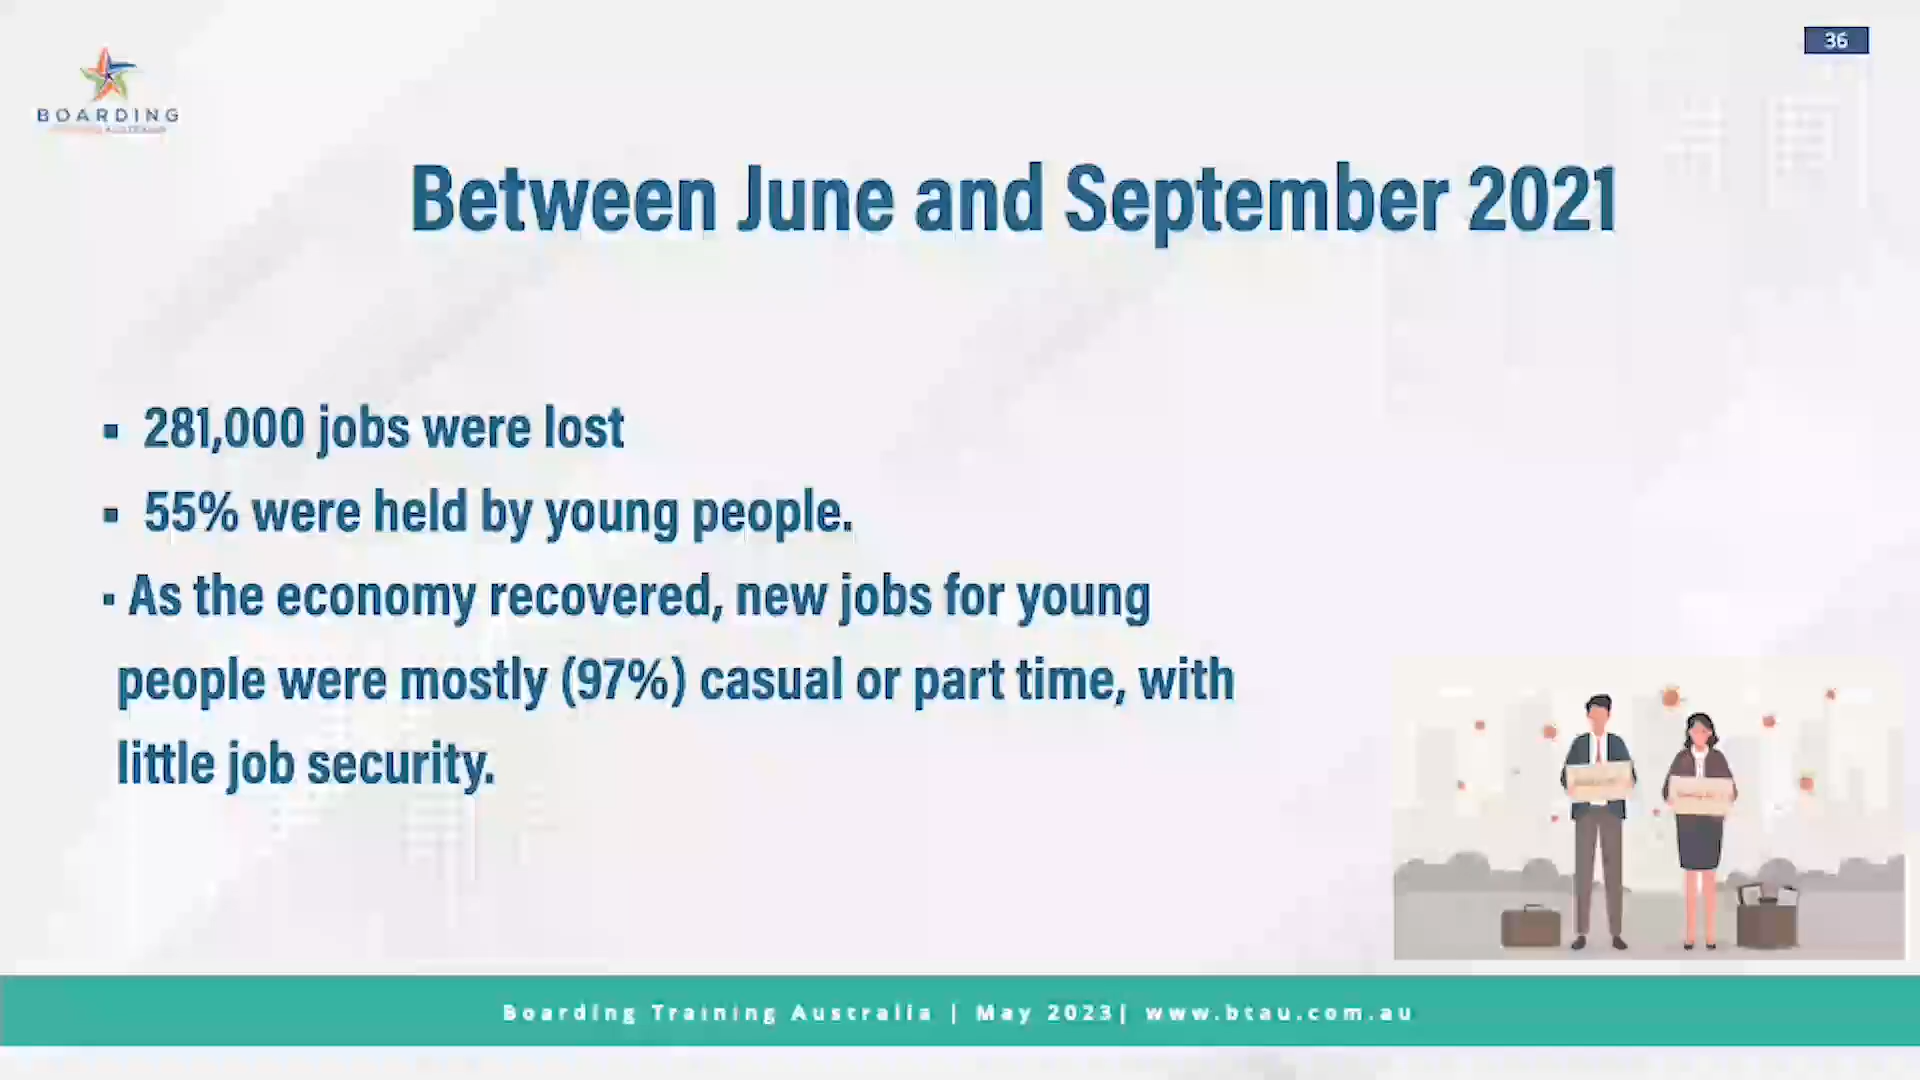 36
BOARDING
Between June and September 2021
▪ 281,000 jobs were lost
▪ 55% were held by young people.
▪ As the economy recovered, new jobs for young
people were mostly (97%) casual or part time, with
little job security.
Boarding Training Australia | May 2023| www.btau.com.au